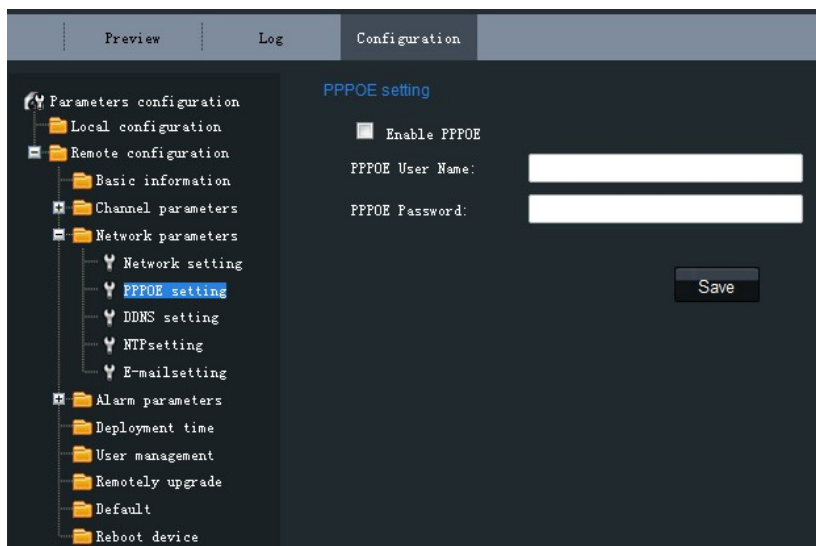 Preview Log Configuration
Parameters configuration
Local configuration
Remote configuration
Basic information
Channel parameters
Network parameters
Network setting
PPPOE setting
DDNS setting
NTPsetting
E-mailsetting
Alarm parameters
Deployment time
User management
Remotely upgrade
Default
Reboot device
PPPOE setting
Enable PPPOE
PPPOE User Name:
PPPOE Password:
Save